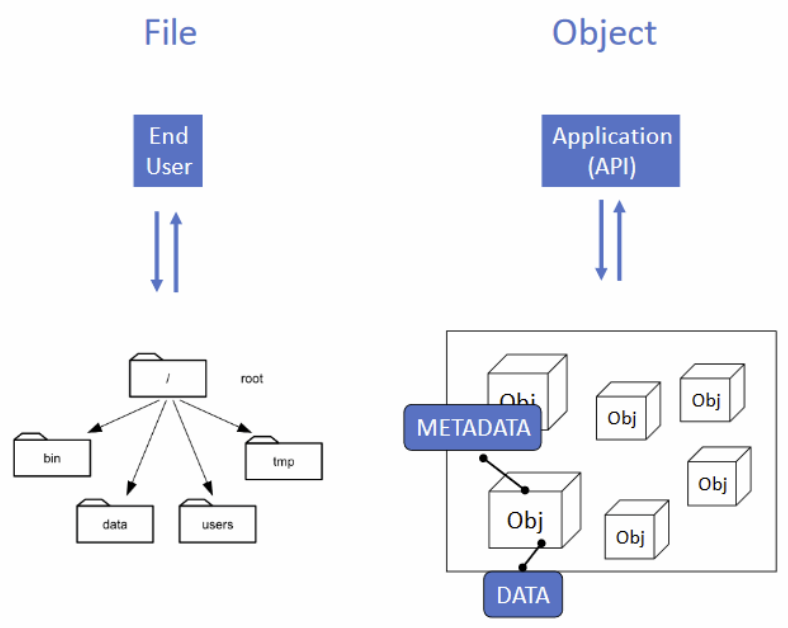 File
Object
End
User
Application
(API)
/
root
bin
tmp
data
users
Obj
Obj
Obj
METADATA
Obj
Obj
Obj
DATA